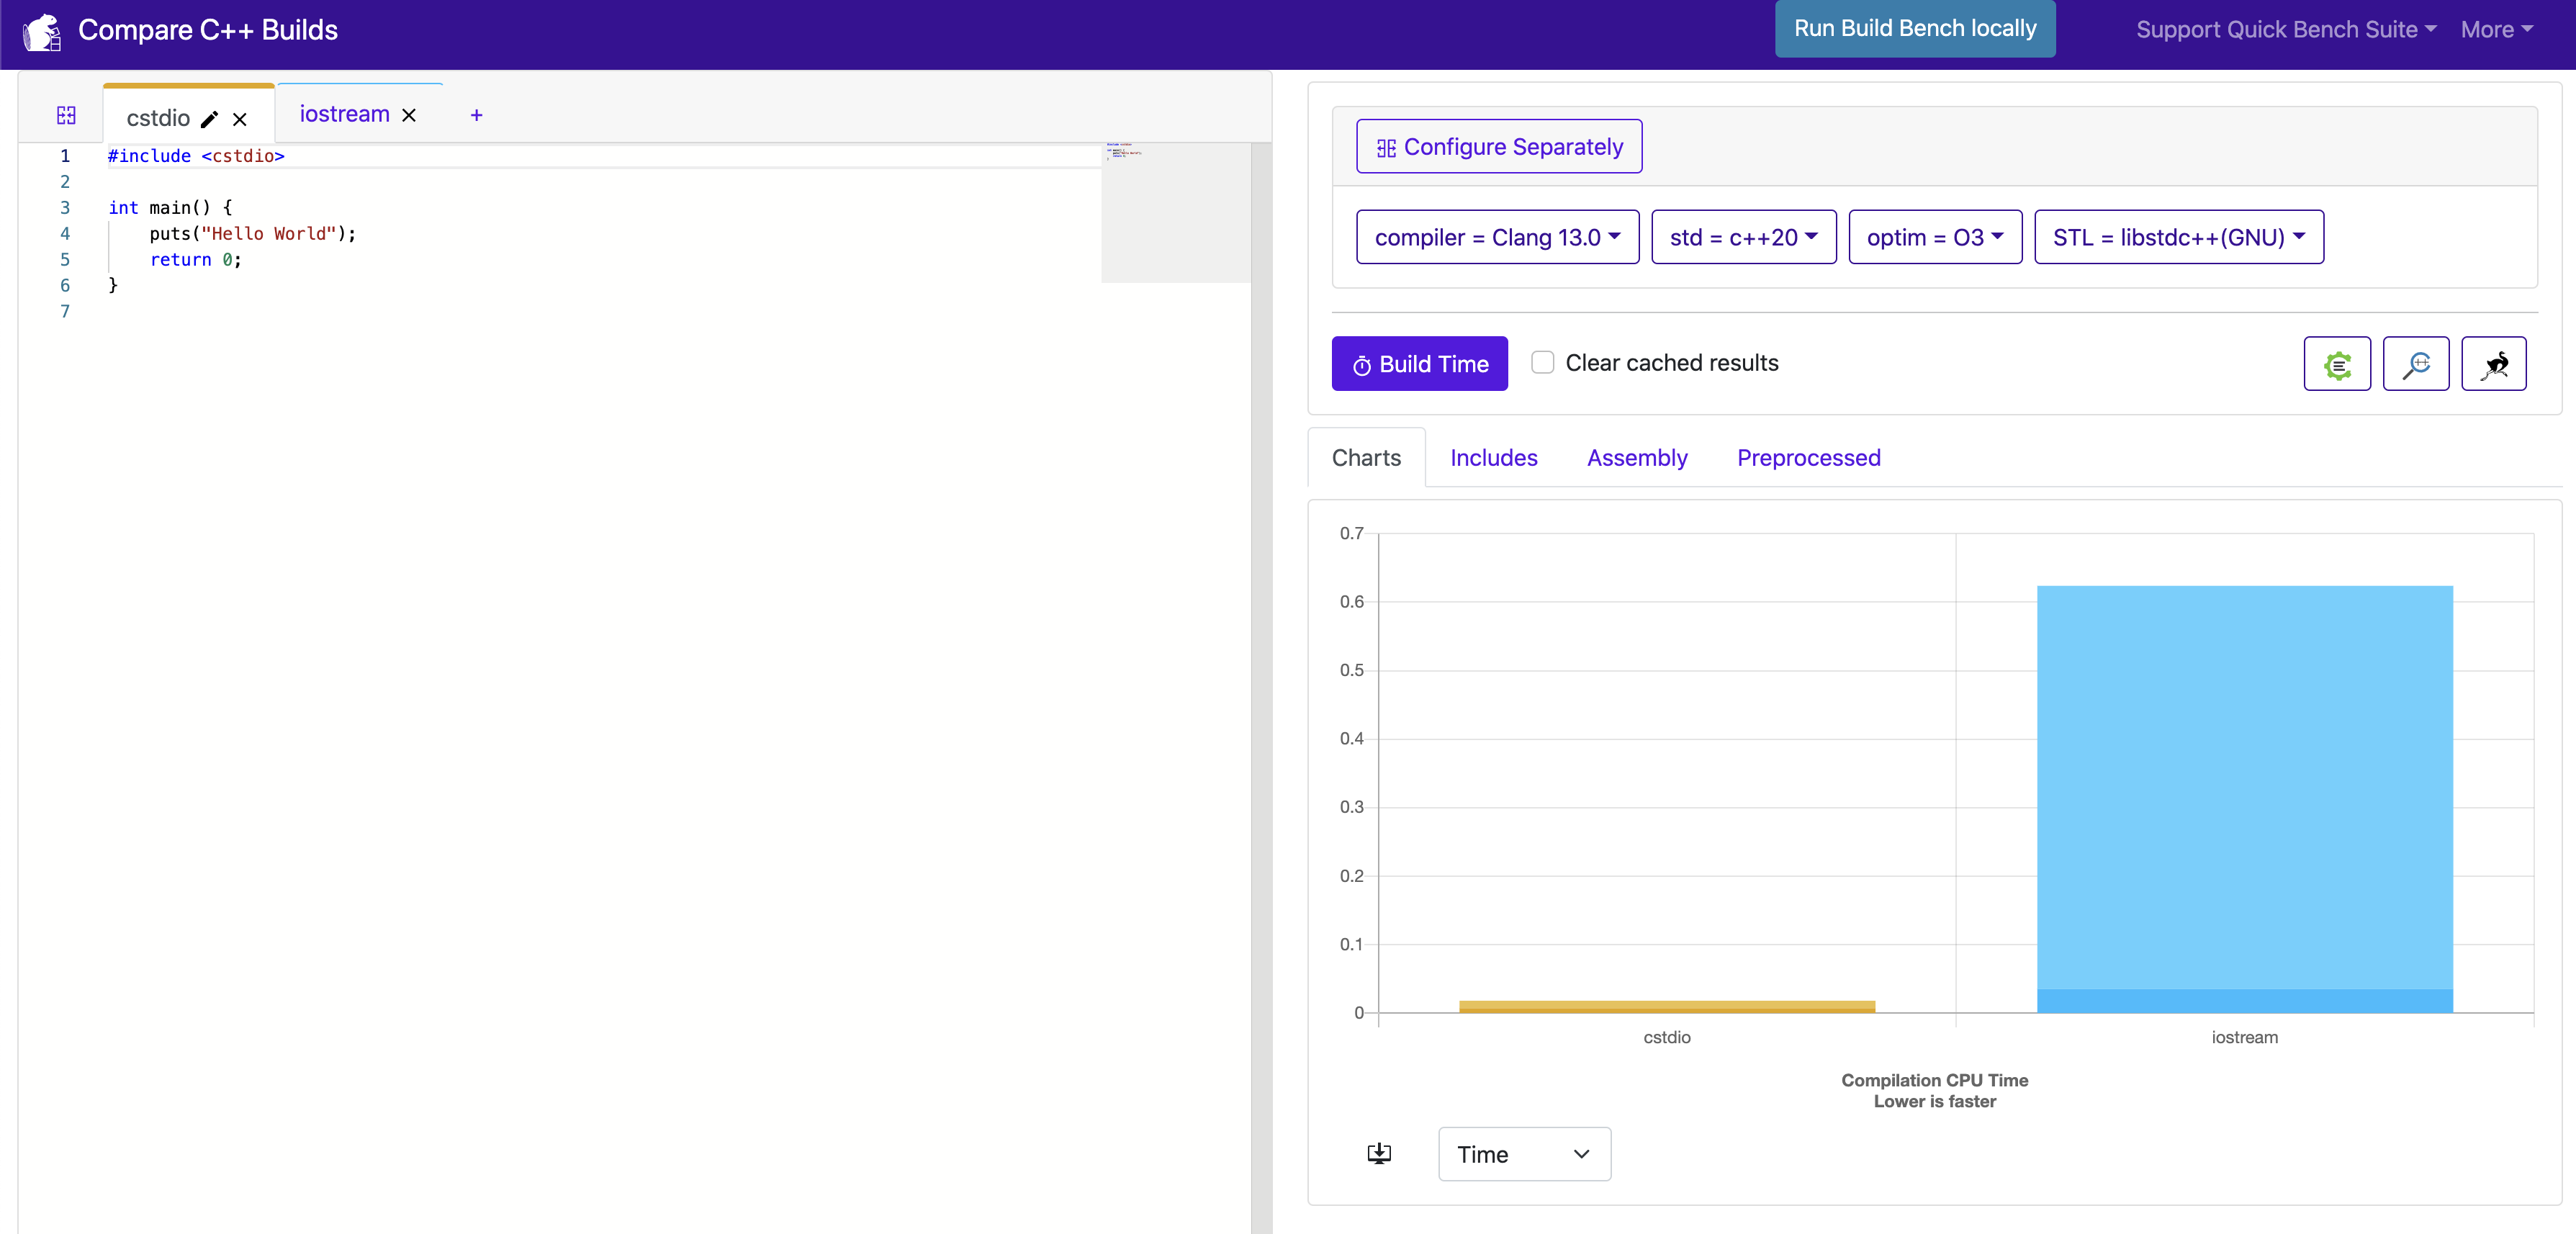 Compare C++ Builds
Run Build Bench locally
Support Quick Bench Suite
More
cstdio
iostream
+
1 #include <cstdio>
2
3 int main() {
4 puts("Hello World");
5 return 0;
6 }
7
Configure Separately
compiler = Clang 13.0
std = c++20
optim = O3
STL = libstdc++(GNU)
Build Time
Clear cached results
Charts
Includes
Assembly
Preprocessed
0.7
0.6
0.5
0.4
0.3
0.2
0.1
0
cstdio
iostream
Compilation CPU Time
Lower is faster
Time